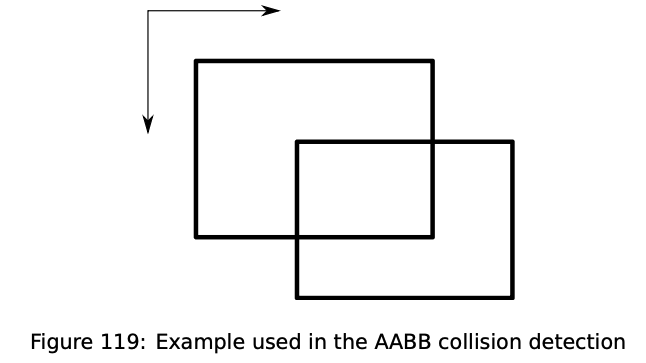 Figure 119: Example used in the AABB collision detection